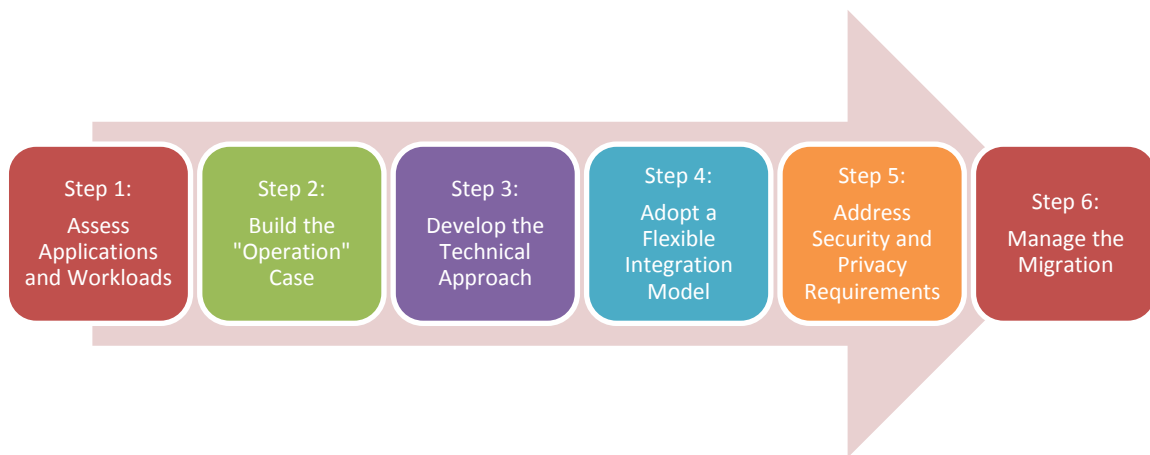 Step 1:
Assess
Applications
and Workloads
Step 2:
Build the
"Operation"
Case
Step 3:
Develop the
Technical
Approach
Step 4:
Adopt a
Flexible
Integration
Model
Step 5:
Address
Security and
Privacy
Requirements
Step 6:
Manage the
Migration